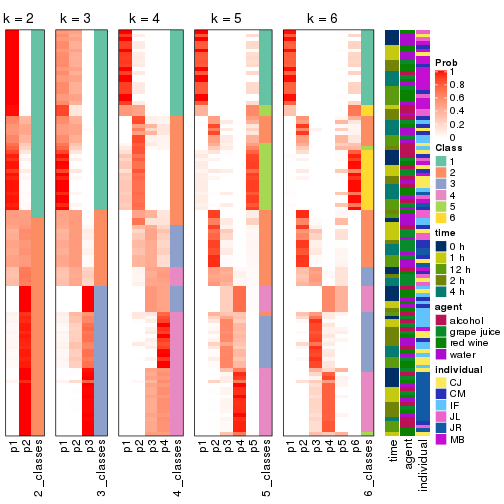 k = 2 k = 3 k = 4 k = 5 k = 6
Prob
1
0.8
0.6
0.4
0.2
0
Class
1
2
3
4
5
6
time
0 h
1 h
12 h
2 h
4 h
agent
alcohol
grape juice
red wine
water
individual
CJ
CM
IF
JL
JR
MB
p1 p2 2_classes
p1 p2 p3 3_classes
p1 p2 p3 p4 4_classes
p1 p2 p3 p4 p5 5_classes
p1 p2 p3 p4 p5 p6 6_classes
time agent individual